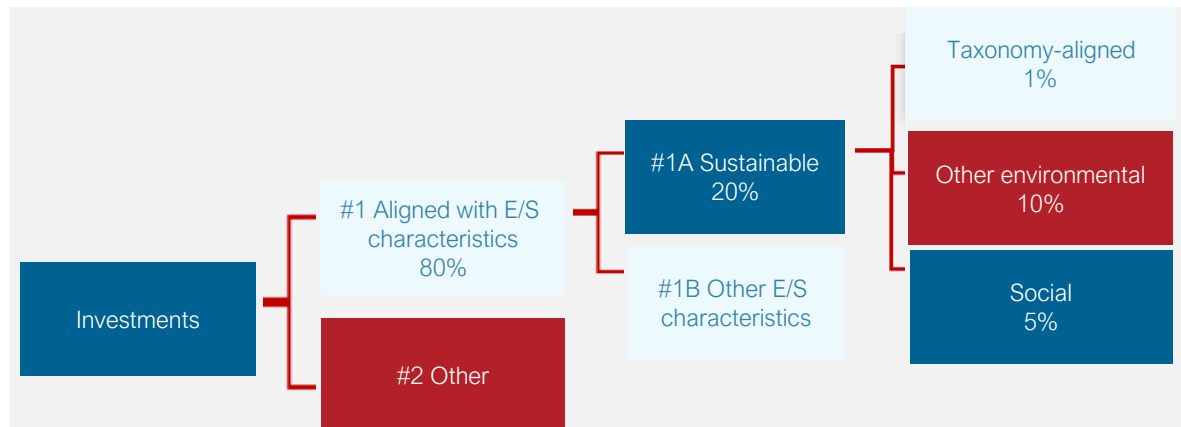 Investments
#1 Aligned with E/S
characteristics
80%
#2 Other
#1A Sustainable
20%
#1B Other E/S
characteristics
Taxonomy-aligned
1%
Other environmental
10%
Social
5%